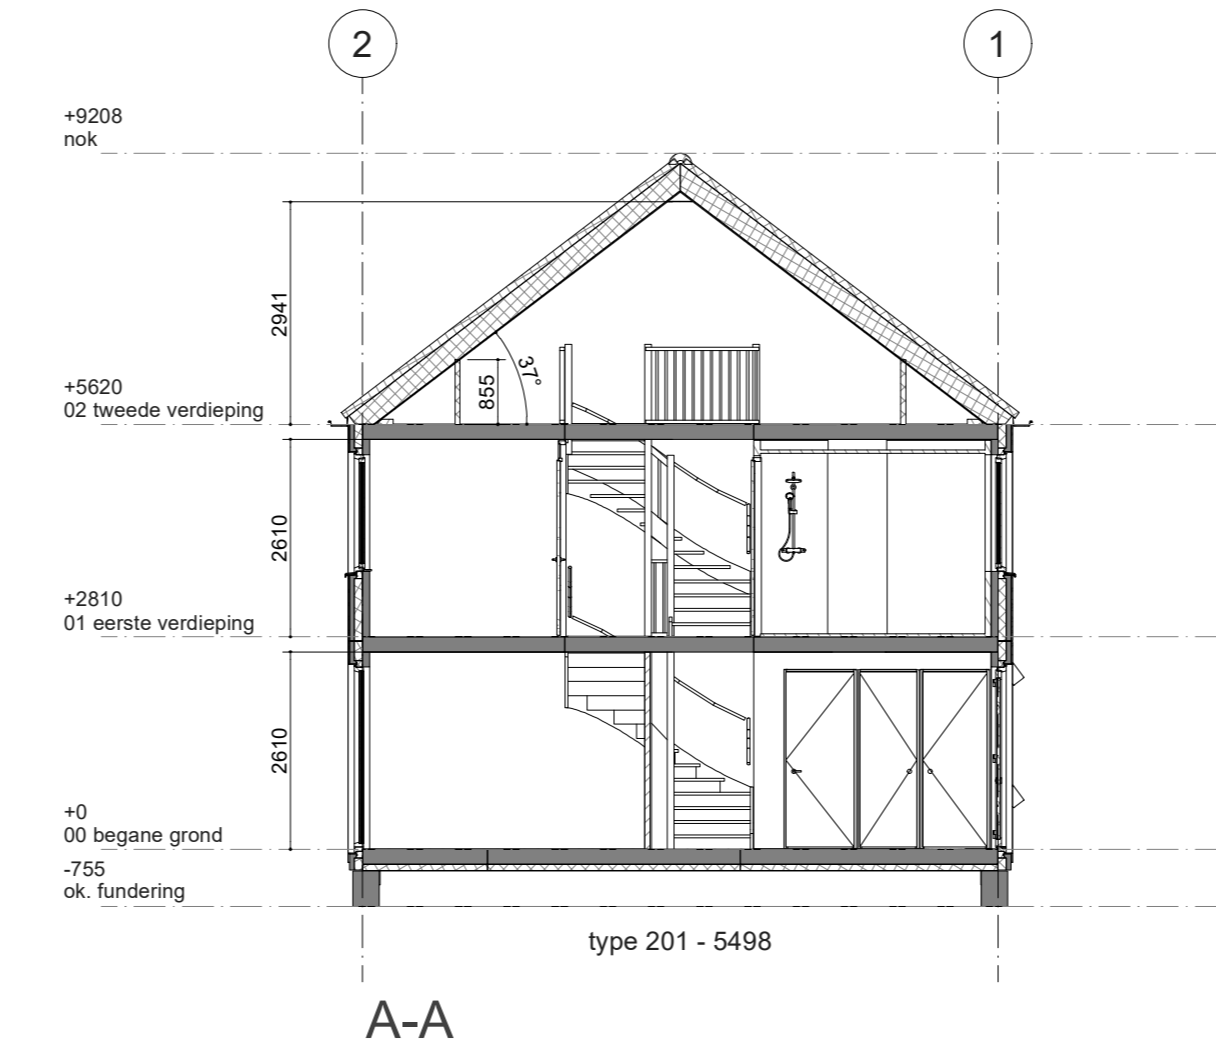 2
1
+9208
nok
2941
37°
855
+5620
02 tweede verdieping
2610
+2810
01 eerste verdieping
2610
+0
00 begane grond
-755
ok. fundering
type 201 - 5498
A-A